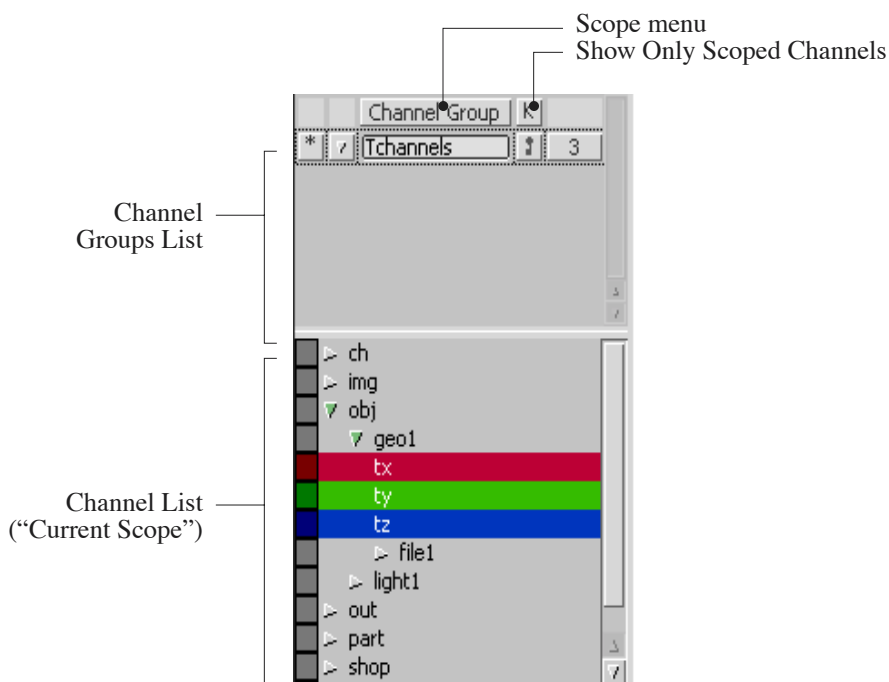 Scope menu
Show Only Scoped Channels
Channel Group K
* Tchannels 3
Channel
Groups List
ch
img
obj
geo1
tx
ty
tz
file1
light1
out
part
shop
Channel List
(“Current Scope”)